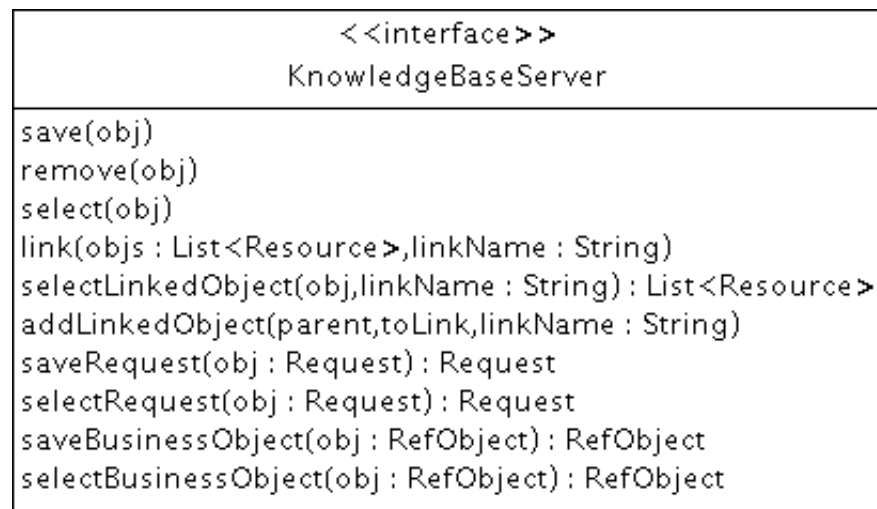 <<interface>>
KnowledgeBaseServer
save(obj)
remove(obj)
select(obj)
link(objs : List<Resource>,linkName : String)
selectLinkedObject(obj,linkName : String) : List<Resource>
addLinkedObject(parent,toLink,linkName : String)
saveRequest(obj : Request) : Request
selectRequest(obj : Request) : Request
saveBusinessObject(obj : RefObject) : RefObject
selectBusinessObject(obj : RefObject) : RefObject